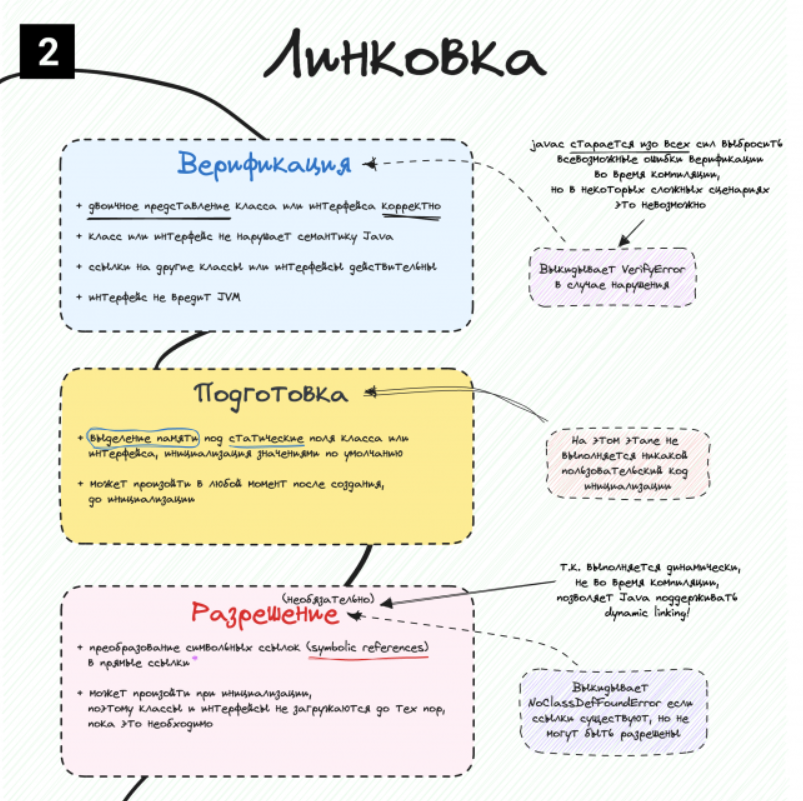 2
Линковка
Верификация
+ двоичное представление класса или интерфейса корректно
+ класс или интерфейс не нарушает семантику Java
+ ссылки на другие классы или интерфейсы действительны
+ интерфейс не вредит JVM
javac старается изо всех сил выбросить
всевозможные ошибки верификации
во время компиляции,
но в некоторых сложных сценариях
это невозможно
Выкидывает VerifyError
в случае нарушения
Подготовка
+ выделение памяти под статические поля класса или
интерфейса, инициализация значениями по умолчанию
+ может произойти в любой момент после создания,
до инициализации
На этом этапе не
выполняется никакой
пользовательский код
инициализации
(необязательно)
Разрешение
+ преобразование символьных ссылок (symbolic references)
в прямые ссылки*
+ может произойти при инициализации,
поэтому классы и интерфейсы не загружаются до тех пор,
пока это необходимо
т.к. выполняется динамически,
не во время компиляции,
позволяет Java поддерживать
dynamic linking!
Выкидывает
NoClassDefFoundError если
ссылки существуют, но не
могут быть разрешены